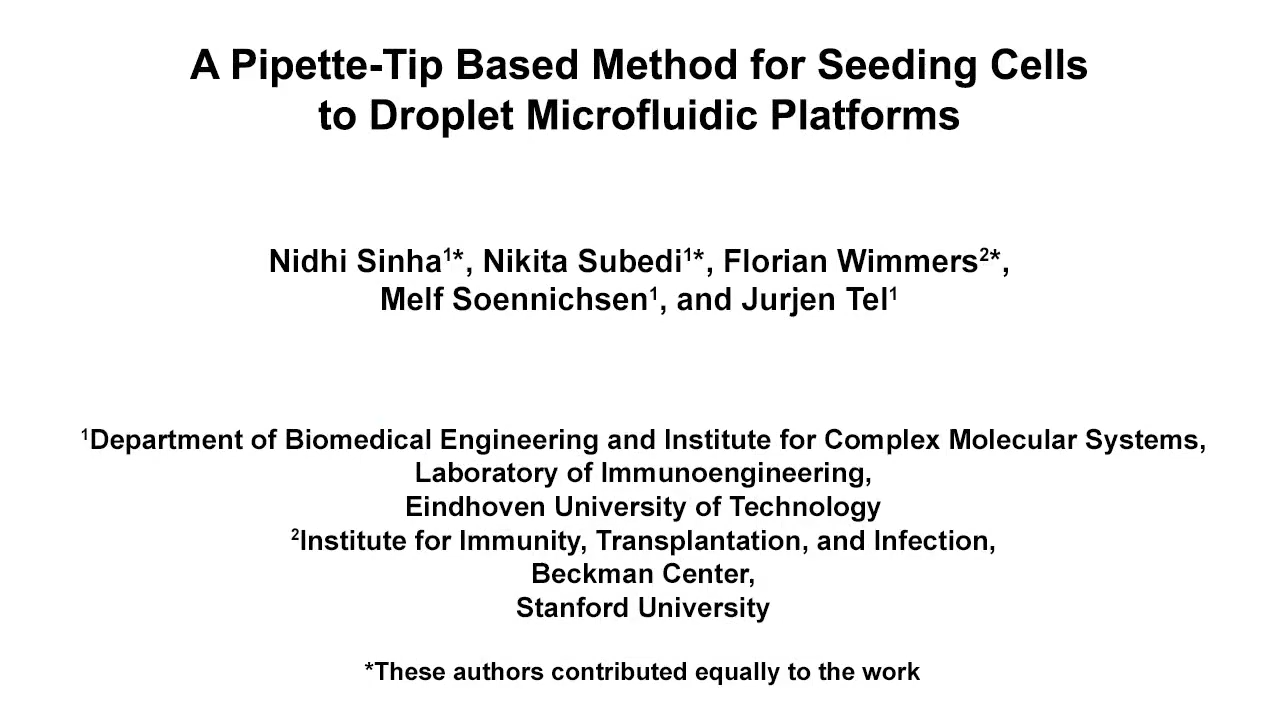 A Pipette-Tip Based Method for Seeding Cells
to Droplet Microfluidic Platforms
Nidhi Sinha¹*, Nikita Subedi¹*, Florian Wimmers²*,
Melf Soennichsen¹, and Jurjen Tel¹
¹Department of Biomedical Engineering and Institute for Complex Molecular Systems,
Laboratory of Immunoengineering,
Eindhoven University of Technology
²Institute for Immunity, Transplantation, and Infection,
Beckman Center,
Stanford University
*These authors contributed equally to the work